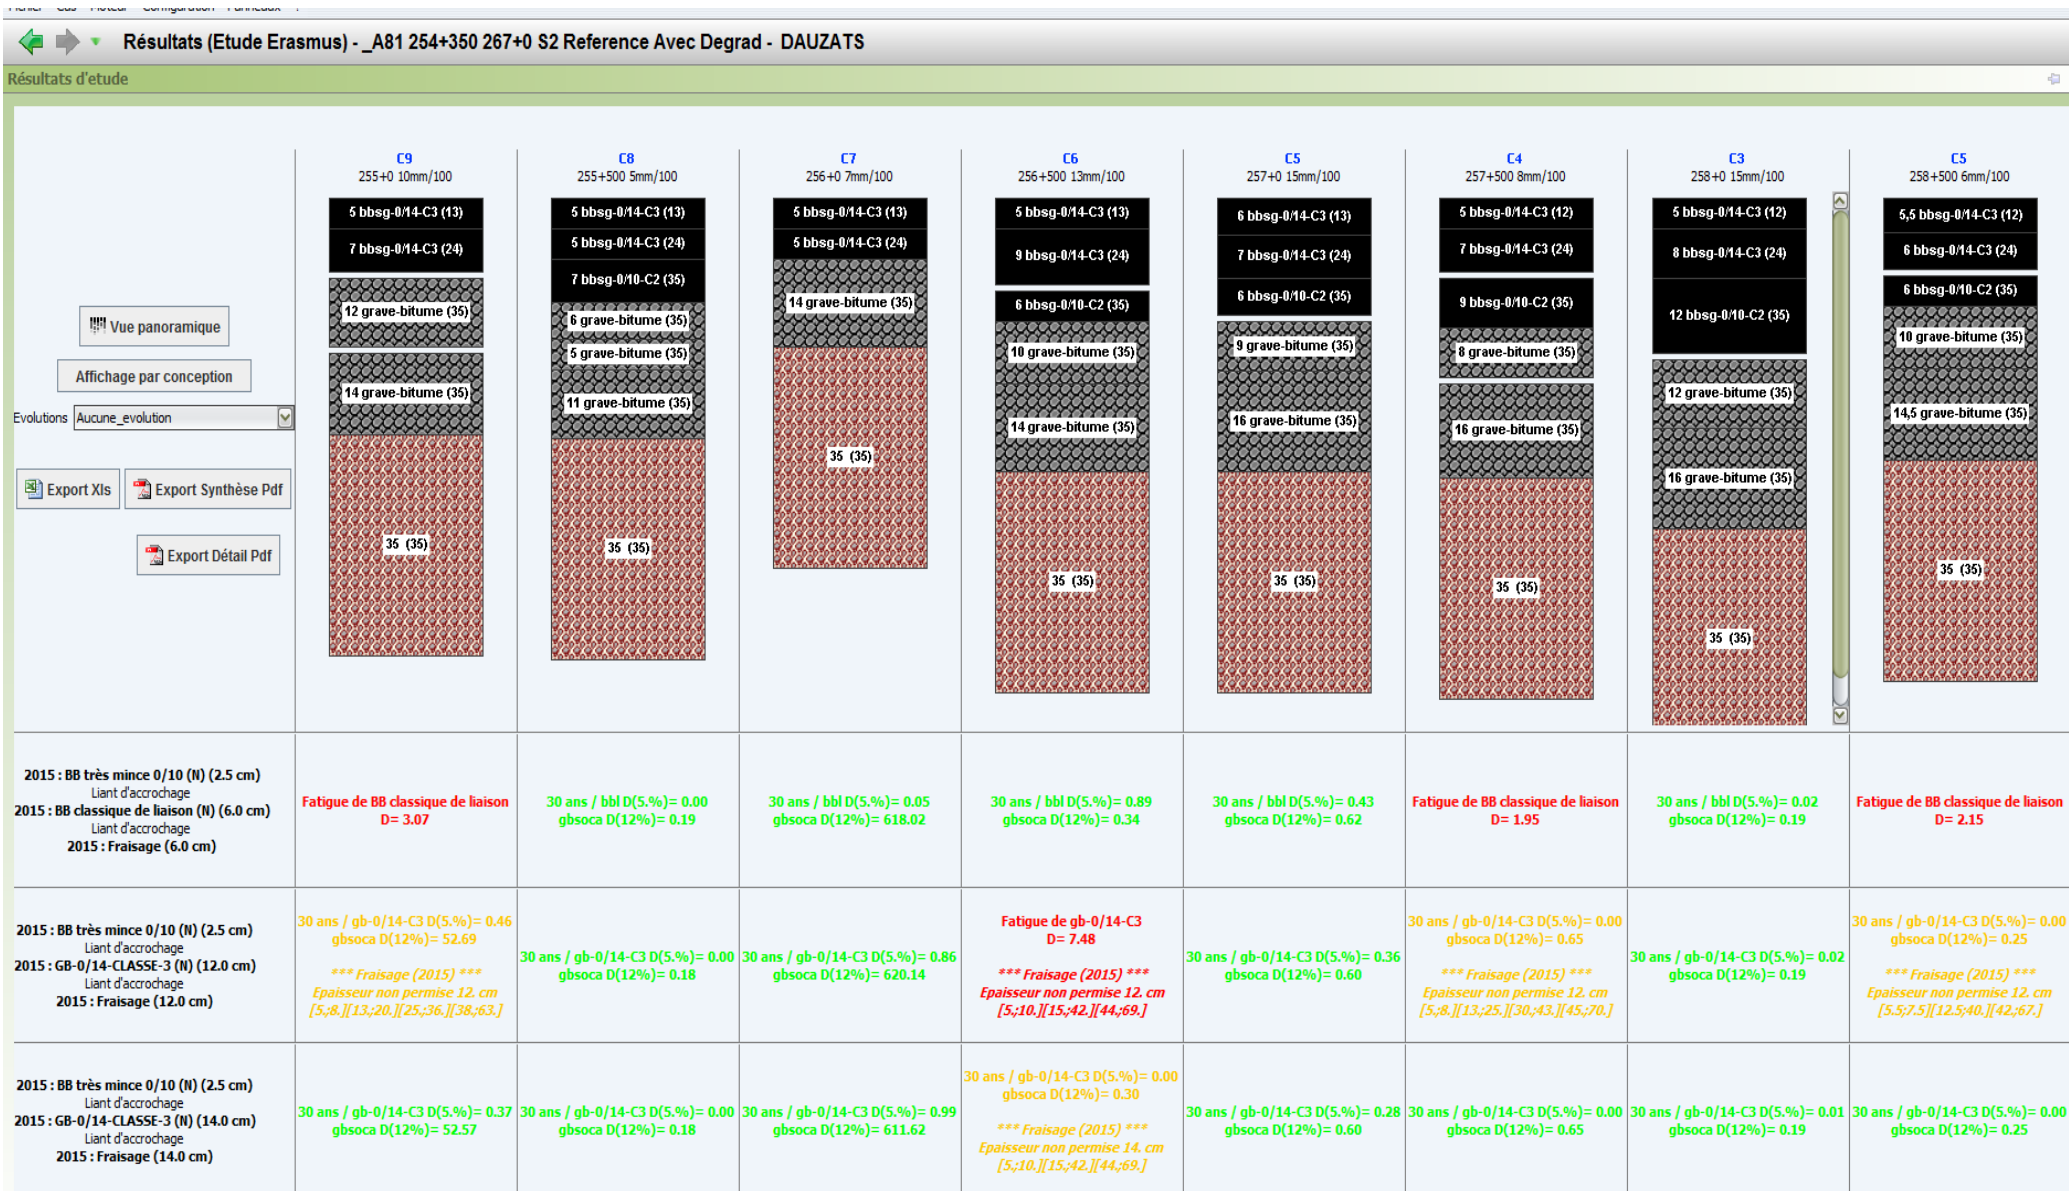 Résultats (Etude Erasmus) - _A81 254+350 267+0 S2 Reference Avec Degrad - DAUZATS
Résultats d'etude
Vue panoramique
Affichage par conception
Evolutions Aucune_evolution
Export Xls Export Synthèse Pdf
Export Détail Pdf
C9
255+0 10mm/100
5 bbsg-0/14-C3 (13)
7 bbsg-0/14-C3 (24)
12 grave-bitume (35)
14 grave-bitume (35)
35 (35)
C8
255+500 5mm/100
5 bbsg-0/14-C3 (13)
5 bbsg-0/14-C3 (24)
7 bbsg-0/10-C2 (35)
6 grave-bitume (35)
5 grave-bitume (35)
11 grave-bitume (35)
35 (35)
C7
256+0 7mm/100
5 bbsg-0/14-C3 (13)
5 bbsg-0/14-C3 (24)
14 grave-bitume (35)
35 (35)
C6
256+500 13mm/100
5 bbsg-0/14-C3 (13)
9 bbsg-0/14-C3 (24)
6 bbsg-0/10-C2 (35)
10 grave-bitume (35)
14 grave-bitume (35)
35 (35)
C5
257+0 15mm/100
6 bbsg-0/14-C3 (13)
7 bbsg-0/14-C3 (24)
6 bbsg-0/10-C2 (35)
9 grave-bitume (35)
16 grave-bitume (35)
35 (35)
C4
257+500 8mm/100
5 bbsg-0/14-C3 (12)
7 bbsg-0/14-C3 (24)
9 bbsg-0/10-C2 (35)
8 grave-bitume (35)
16 grave-bitume (35)
35 (35)
C3
258+0 15mm/100
5 bbsg-0/14-C3 (12)
8 bbsg-0/14-C3 (24)
12 bbsg-0/10-C2 (35)
12 grave-bitume (35)
16 grave-bitume (35)
35 (35)
C5
258+500 6mm/100
5,5 bbsg-0/14-C3 (12)
6 bbsg-0/14-C3 (24)
6 bbsg-0/10-C2 (35)
10 grave-bitume (35)
14,5 grave-bitume (35)
35 (35)
2015 : BB très mince 0/10 (N) (2.5 cm)
Liant d'accrochage
2015 : BB classique de liaison (N) (6.0 cm)
Liant d'accrochage
2015 : Fraisage (6.0 cm)
Fatigue de BB classique de liaison
D= 3.07
30 ans / bbl D(5.%)= 0.00
gbsoca D(12%)= 0.19
30 ans / bbl D(5.%)= 0.05
gbsoca D(12%)= 618.02
30 ans / bbl D(5.%)= 0.89
gbsoca D(12%)= 0.34
30 ans / bbl D(5.%)= 0.43
gbsoca D(12%)= 0.62
Fatigue de BB classique de liaison
D= 1.95
30 ans / bbl D(5.%)= 0.02
gbsoca D(12%)= 0.19
Fatigue de BB classique de liaison
D= 2.15
2015 : BB très mince 0/10 (N) (2.5 cm)
Liant d'accrochage
2015 : GB-0/14-CLASSE-3 (N) (12.0 cm)
Liant d'accrochage
2015 : Fraisage (12.0 cm)
30 ans / gb-0/14-C3 D(5.%)= 0.46
gbsoca D(12%)= 52.69
*** Fraisage (2015) ***
Epaisseur non permise 12. cm
[5.;8.][13.;20.][25.;36.][38.;63.]
30 ans / gb-0/14-C3 D(5.%)= 0.00
gbsoca D(12%)= 0.18
30 ans / gb-0/14-C3 D(5.%)= 0.86
gbsoca D(12%)= 620.14
Fatigue de gb-0/14-C3
D= 7.48
*** Fraisage (2015) ***
Epaisseur non permise 12. cm
[5.;10.][15.;42.][44.;69.]
30 ans / gb-0/14-C3 D(5.%)= 0.36
gbsoca D(12%)= 0.60
30 ans / gb-0/14-C3 D(5.%)= 0.00
gbsoca D(12%)= 0.65
*** Fraisage (2015) ***
Epaisseur non permise 12. cm
[5.;8.][13.;25.][30.;43.][45.;70.]
30 ans / gb-0/14-C3 D(5.%)= 0.02
gbsoca D(12%)= 0.19
30 ans / gb-0/14-C3 D(5.%)= 0.00
gbsoca D(12%)= 0.25
*** Fraisage (2015) ***
Epaisseur non permise 12. cm
[5.5;7.5][12.5;40.][42.;67.]
2015 : BB très mince 0/10 (N) (2.5 cm)
Liant d'accrochage
2015 : GB-0/14-CLASSE-3 (N) (14.0 cm)
Liant d'accrochage
2015 : Fraisage (14.0 cm)
30 ans / gb-0/14-C3 D(5.%)= 0.37
gbsoca D(12%)= 52.57
30 ans / gb-0/14-C3 D(5.%)= 0.00
gbsoca D(12%)= 0.18
30 ans / gb-0/14-C3 D(5.%)= 0.99
gbsoca D(12%)= 611.62
30 ans / gb-0/14-C3 D(5.%)= 0.00
gbsoca D(12%)= 0.30
*** Fraisage (2015) ***
Epaisseur non permise 14. cm
[5.;10.][15.;42.][44.;69.]
30 ans / gb-0/14-C3 D(5.%)= 0.28
gbsoca D(12%)= 0.60
30 ans / gb-0/14-C3 D(5.%)= 0.00
gbsoca D(12%)= 0.65
30 ans / gb-0/14-C3 D(5.%)= 0.01
gbsoca D(12%)= 0.19
30 ans / gb-0/14-C3 D(5.%)= 0.00
gbsoca D(12%)= 0.25